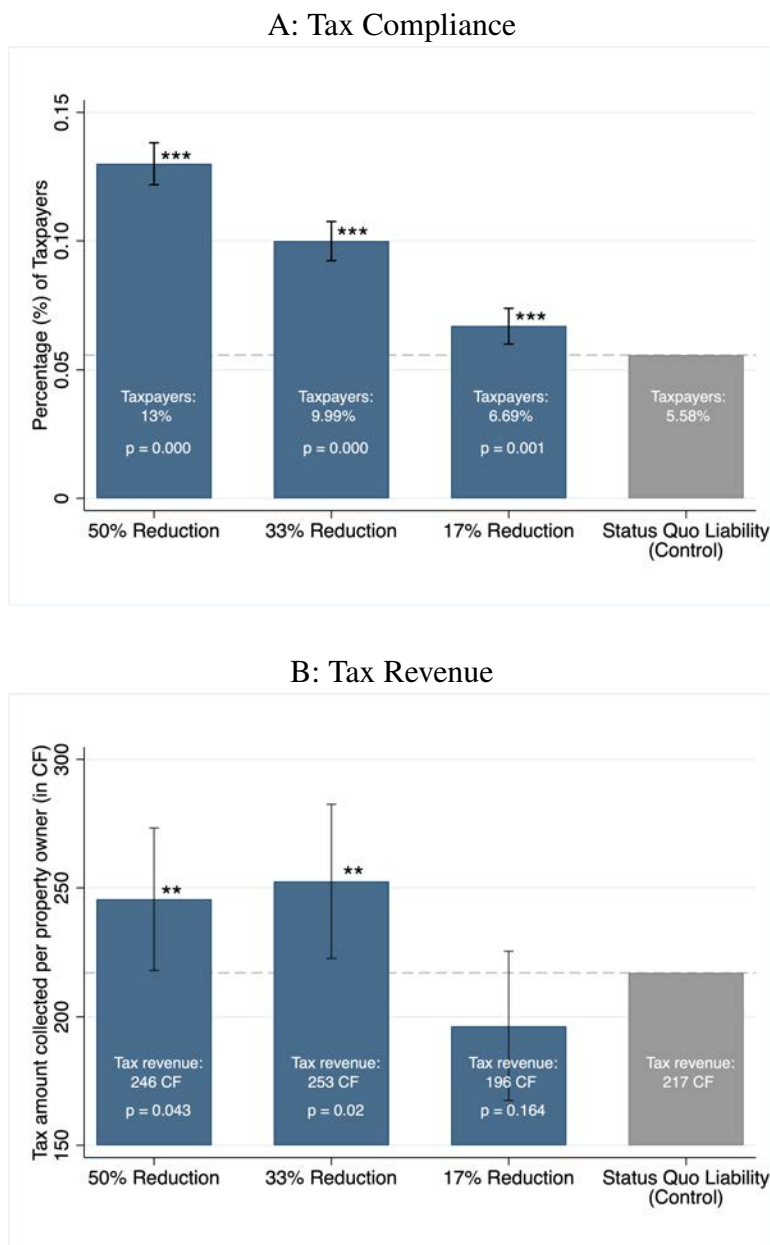 A: Tax Compliance
Percentage (%) of Taxpayers
0.15
0.10
0.05
0
***
***
***
Taxpayers:
13%
p = 0.000
Taxpayers:
9.99%
p = 0.000
Taxpayers:
6.69%
p = 0.001
Taxpayers:
5.58%
50% Reduction
33% Reduction
17% Reduction
Status Quo Liability
(Control)
B: Tax Revenue
Tax amount collected per property owner (in CF)
300
250
200
150
**
**
Tax revenue:
246 CF
p = 0.043
Tax revenue:
253 CF
p = 0.02
Tax revenue:
196 CF
p = 0.164
Tax revenue:
217 CF
50% Reduction
33% Reduction
17% Reduction
Status Quo Liability
(Control)